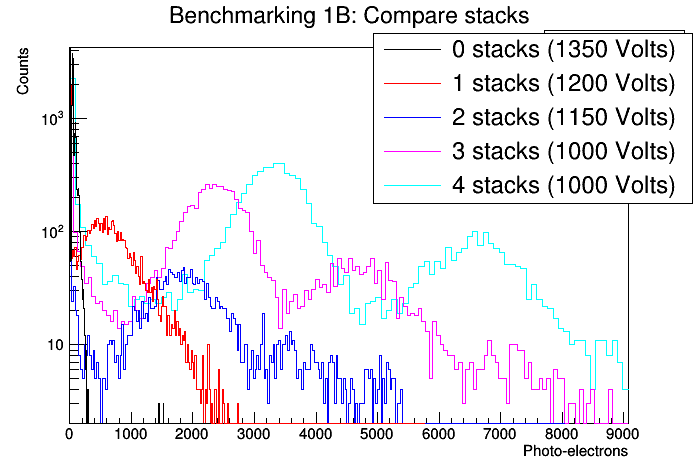 Benchmarking 1B: Compare stacks
Counts
0 stacks (1350 Volts)
1 stacks (1200 Volts)
2 stacks (1150 Volts)
3 stacks (1000 Volts)
4 stacks (1000 Volts)
10³
10²
10
0 1000 2000 3000 4000 5000 6000 7000 8000 9000
Photo-electrons